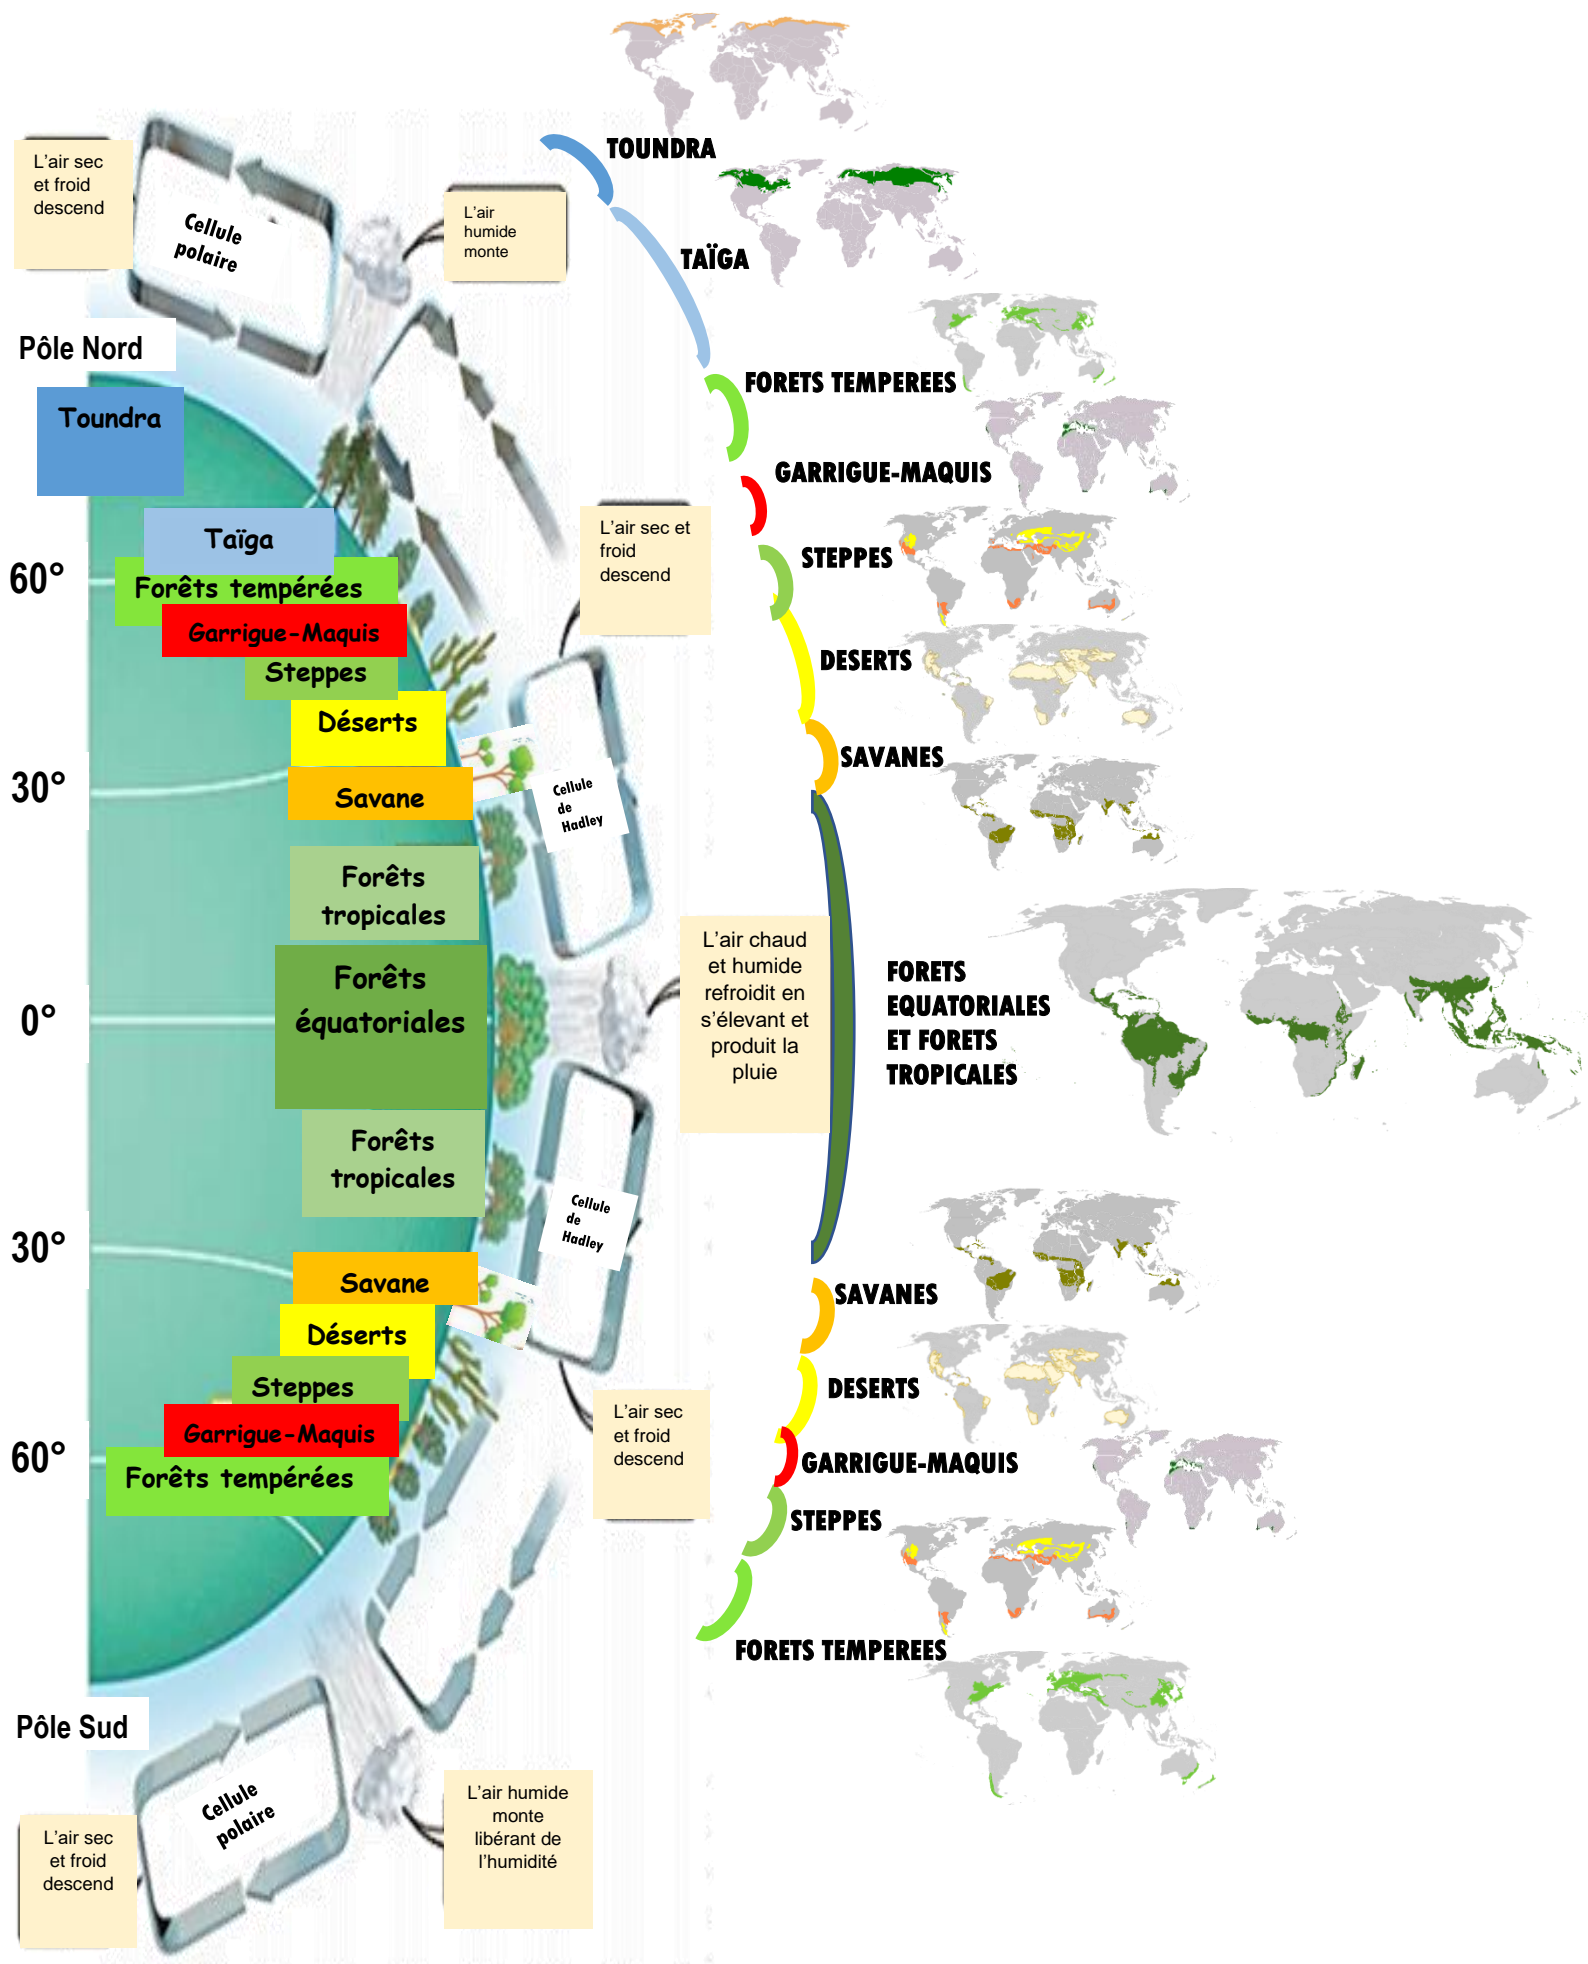 L'air sec
et froid
descend
Cellule
polaire
L'air
humide
monte
Pôle Nord
Toundra
Taïga
60°
Forêts tempérées
Garrigue-Maquis
Steppes
Déserts
30°
Savane
Forêts
tropicales
0°
Forêts
équatoriales
Forêts
tropicales
30°
Savane
Déserts
Steppes
Garrigue-Maquis
60°
Forêts tempérées
Pôle Sud
L'air sec et
froid
descend
Cellule
de
Hadley
L'air chaud
et humide
refroidit en
s'élevant et
produit la
pluie
Cellule
de
Hadley
L'air sec
et froid
descend
Cellule
polaire
L'air sec
et froid
descend
L'air humide
monte
libérant de
l'humidité
TOUNDRA
TAÏGA
FORETS TEMPEREES
GARRIGUE-MAQUIS
STEPPES
DESERTS
SAVANES
FORETS
EQUATORIALES
ET FORETS
TROPICALES
SAVANES
DESERTS
GARRIGUE-MAQUIS
STEPPES
FORETS TEMPEREES